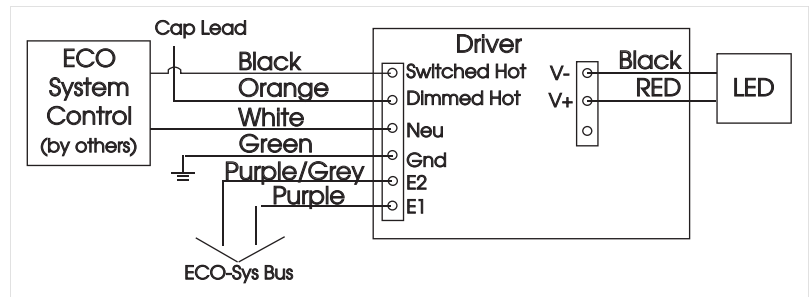 Cap Lead
ECO
System
Control
(by others)
Black
Orange
White
Green
Purple/Grey
Purple
ECO-Sys Bus
Driver
Switched Hot
Dimmed Hot
Neu
Gnd
E2
E1
V-
V+
Black
RED
LED